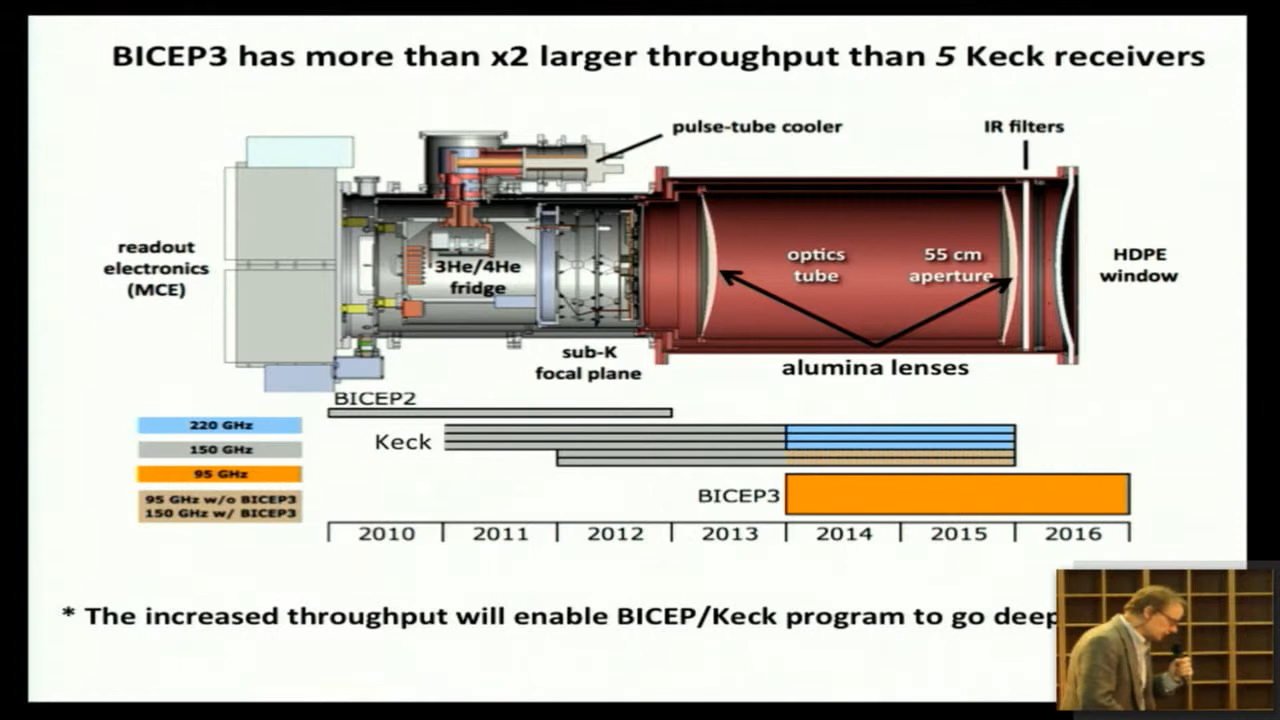 BICEP3 has more than x2 larger throughput than 5 Keck receivers
pulse-tube cooler
IR filters
readout
electronics
(MCE)
3He/4He
fridge
optics
tube
55 cm
aperture
HDPE
window
sub-K
focal plane
alumina lenses
BICEP2
220 GHz
150 GHz
95 GHz
95 GHz w/o BICEP3
150 GHz w/ BICEP3
Keck
BICEP3
2010 2011 2012 2013 2014 2015 2016
* The increased throughput will enable BICEP/Keck program to go deep